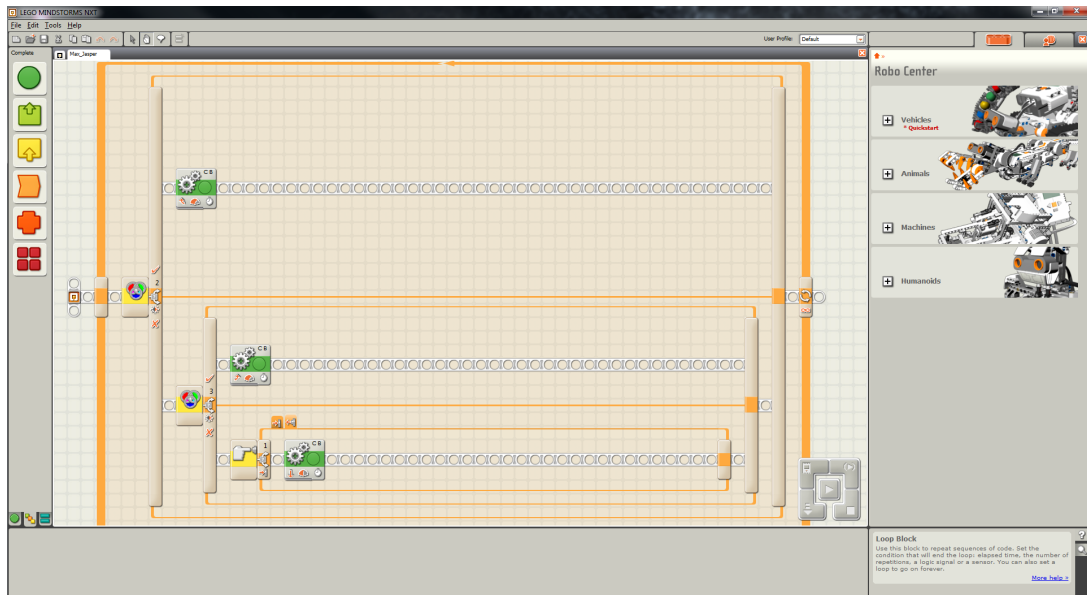 LEGO MINDSTORMS NXT
File Edit Tools Help
User Profile: Default
Complete
Max_Jasper
C B
2
C B
3
1
C B
Robo Center
Vehicles
* Quickstart
Animals
Machines
Humanoids
Loop Block
Use this block to repeat sequences of code. Set the
condition that will end the loop: elapsed time, the number of
repetitions, a logic signal or a sensor. You can also set a
loop to go on forever.
More help »